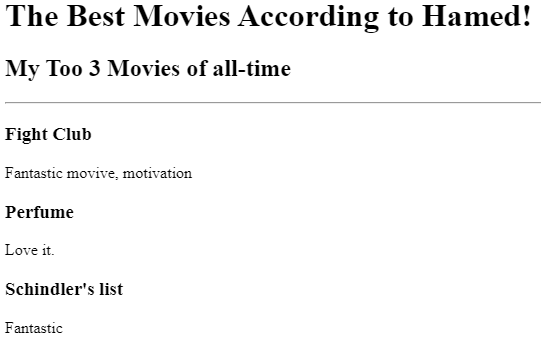 The Best Movies According to Hamed!
My Too 3 Movies of all-time
Fight Club
Fantastic movive, motivation
Perfume
Love it.
Schindler's list
Fantastic